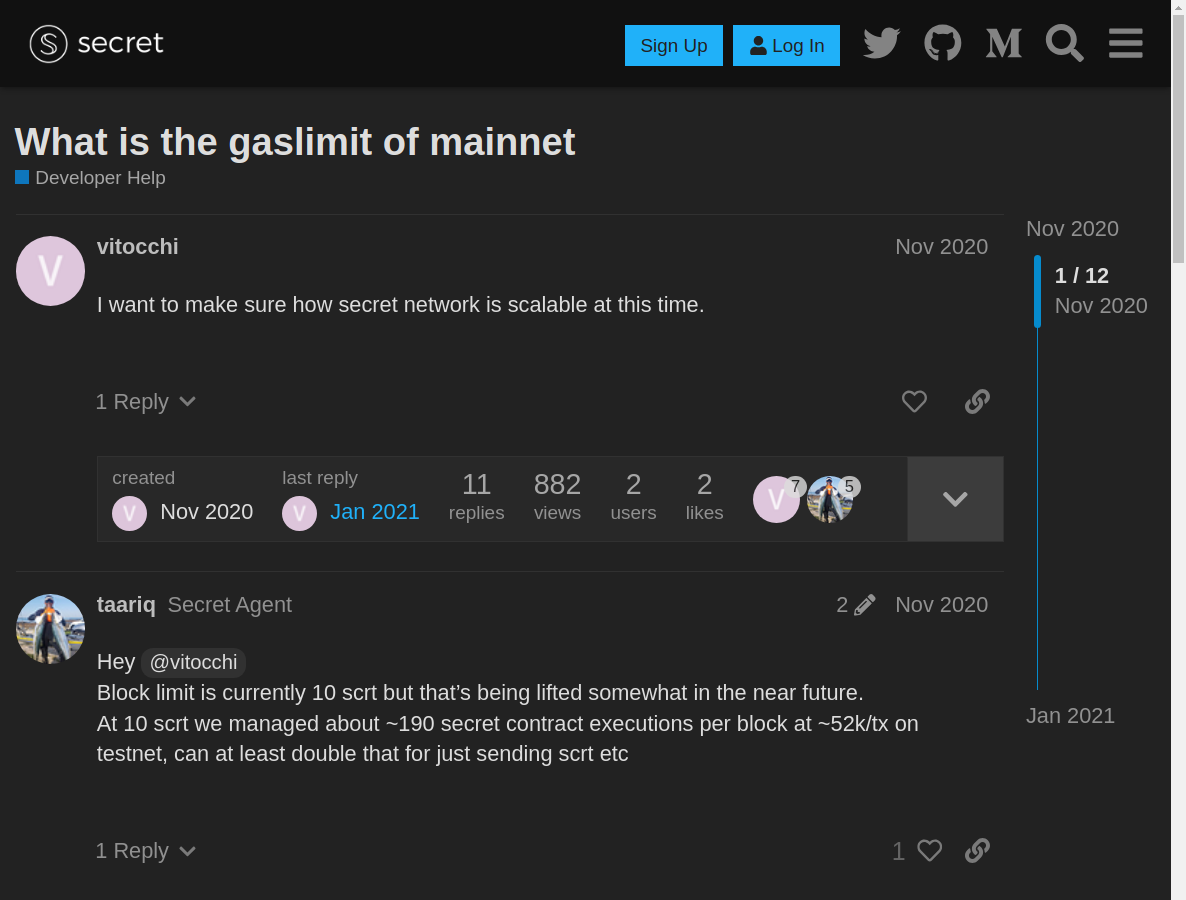 secret
Sign Up
Log In
What is the gaslimit of mainnet
Developer Help
vitocchi
Nov 2020
I want to make sure how secret network is scalable at this time.
1 Reply
Nov 2020
1 / 12
Nov 2020
Jan 2021
created
V Nov 2020
last reply
V Jan 2021
11
replies
882
views
2
users
2
likes
V 7
5
taariq Secret Agent
2
Nov 2020
Hey @vitocchi
Block limit is currently 10 scrt but that’s being lifted somewhat in the near future.
At 10 scrt we managed about ~190 secret contract executions per block at ~52k/tx on
testnet, can at least double that for just sending scrt etc
1 Reply
1